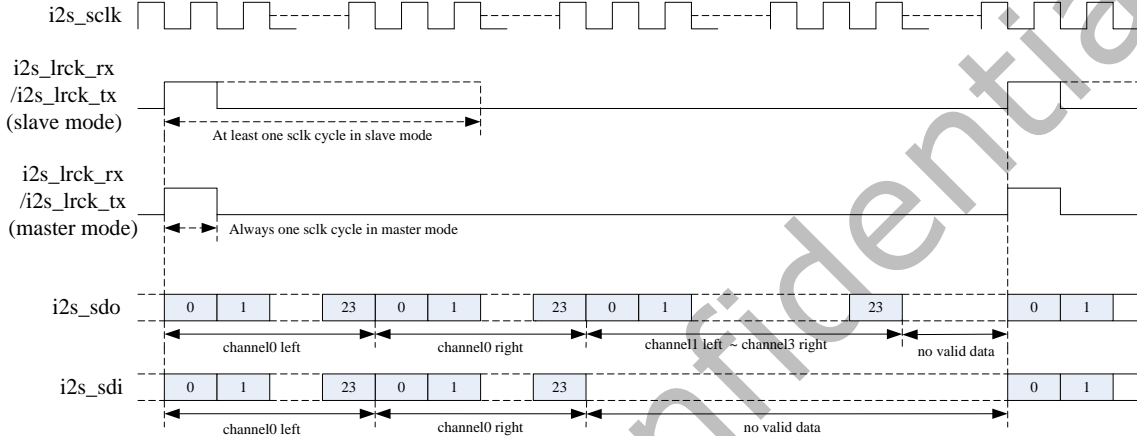 i2s_sclk
i2s_lrck_rx
/i2s_lrck_tx
(slave mode)
At least one sclk cycle in slave mode
i2s_lrck_rx
/i2s_lrck_tx
(master mode)
Always one sclk cycle in master mode
i2s_sdo 0 1 23 0 1 23 0 1 23 0 1
channel0 left channel0 right channel1 left ~ channel3 right no valid data
i2s_sdi 0 1 23 0 1 23 0 1
channel0 left channel0 right no valid data